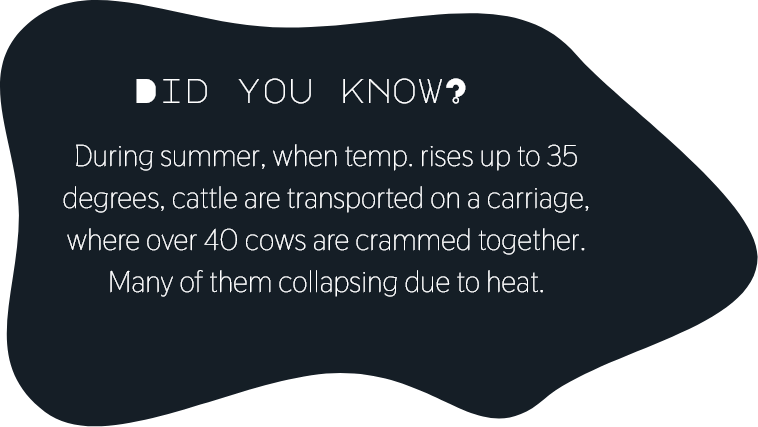 DID YOU KNOW?
During summer, when temp. rises up to 35
degrees, cattle are transported on a carriage,
where over 40 cows are crammed together.
Many of them collapsing due to heat.